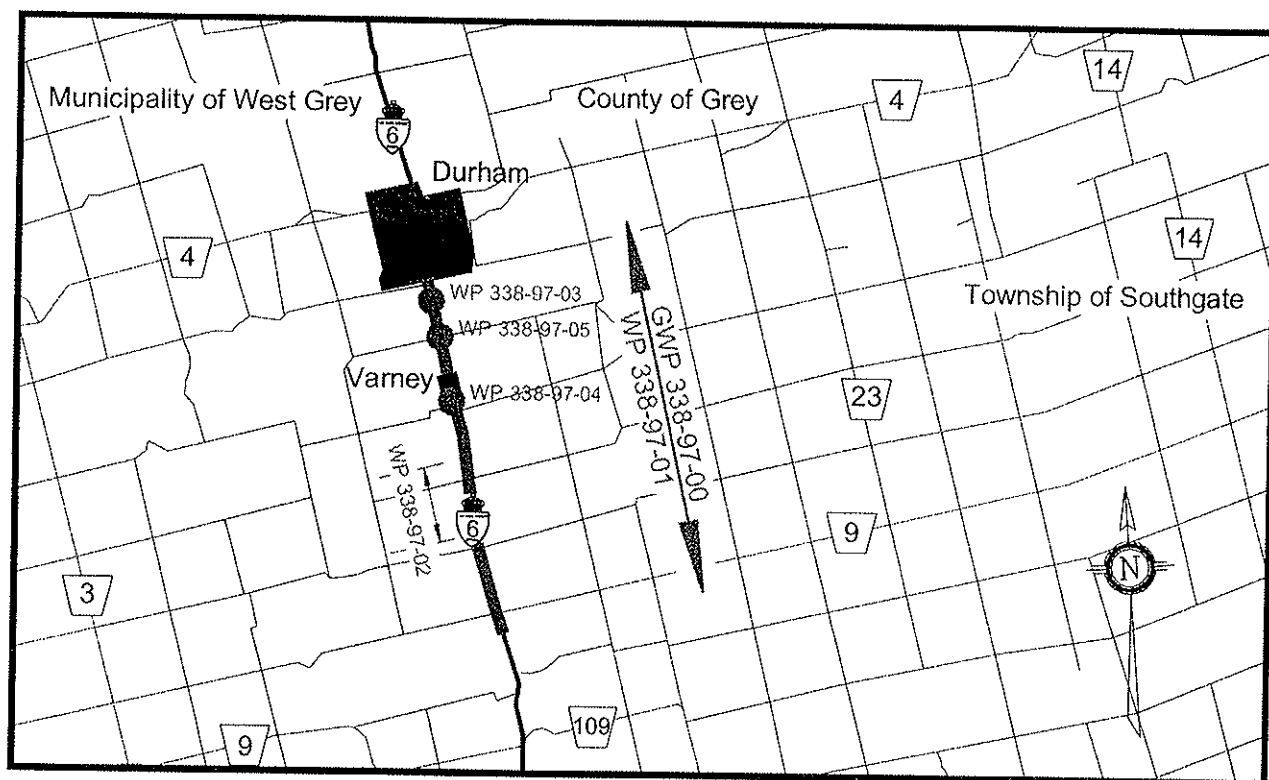 14
Municipality of West Grey
County of Grey
4
6
Durham
4
14
WP 338-97-03
Township of Southgate
WP 338-97-05
GWP 338-97-00
WP 338-97-01
Varney
WP 338-97-04
23
WP 338-97-02
6
9
N
3
109
9